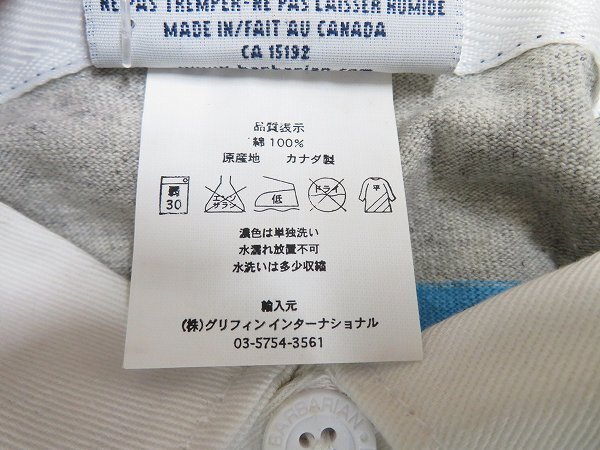 NE PAS TREMPER-NE PAS LAISSER HUMIDE
MADE IN/FAIT AU CANADA
CA 15192
www.barbarian.com
品質表示
綿 100%
原産地 カナダ製
弱
30
エンソ
サラシ
低
ドライ
平
濃色は単独洗い
水濡れ放置不可
水洗いは多少収縮
輸入元
(株)グリフィン インターナショナル
03-5754-3561
BARBARIAN